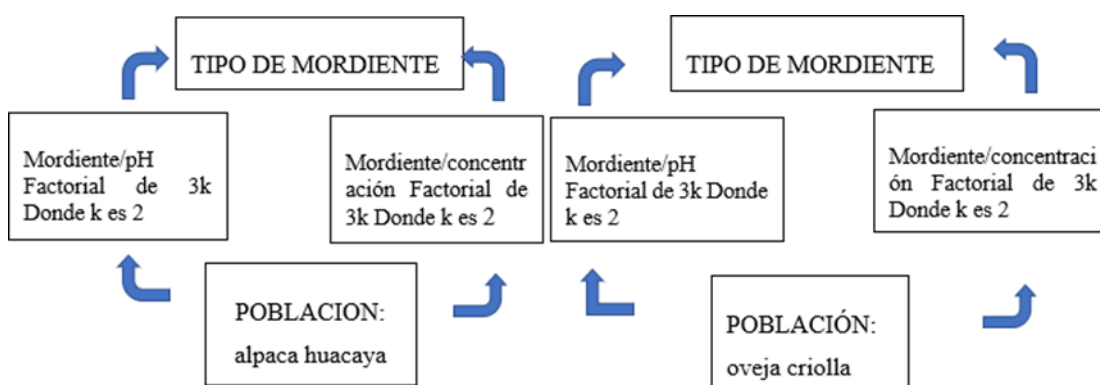 TIPO DE MORDIENTE
TIPO DE MORDIENTE
Mordiente/pH
Factorial de 3k
Donde k es 2
Mordiente/concentr
ación Factorial de
3k Donde k es 2
Mordiente/pH
Factorial de 3k Donde
k es 2
Mordiente/concentraci
ón Factorial de 3k
Donde k es 2
POBLACION:
alpaca huacaya
POBLACIÓN:
oveja criolla